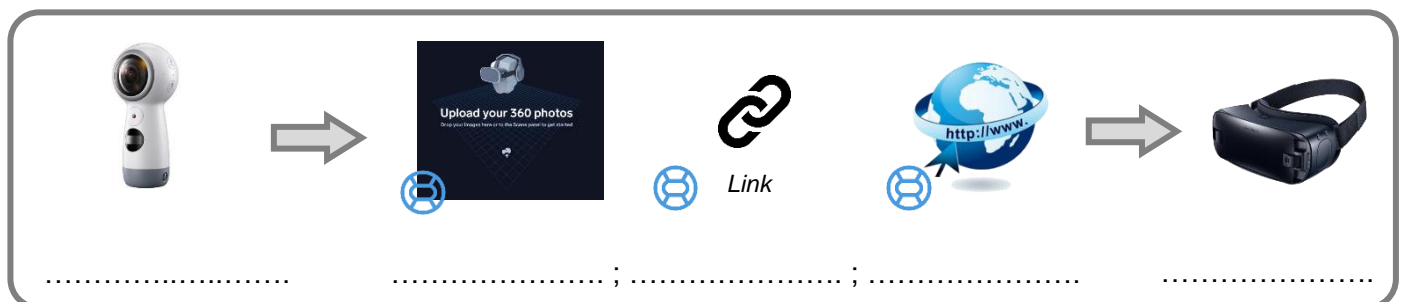 Upload your 360 photos
Drop your images here or to the Scene panel to get started
http://www.
Link
………….…..……. …………………. ; …………………. ; …………………. ………………….